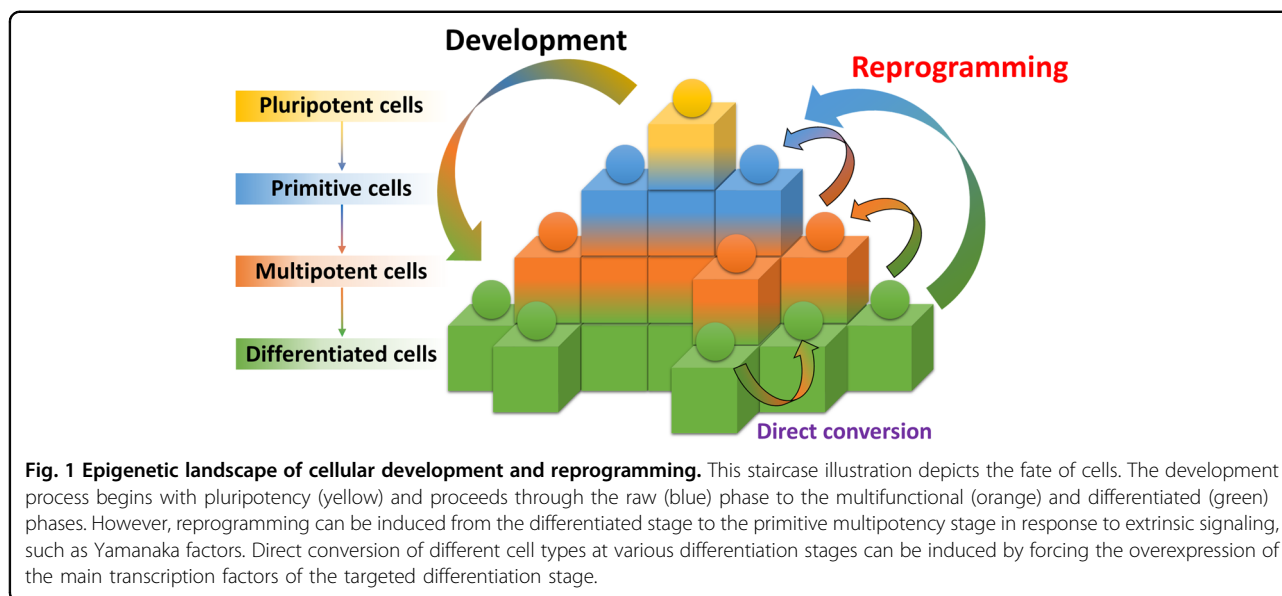 Development
Reprogramming
Pluripotent cells
Primitive cells
Multipotent cells
Differentiated cells
Direct conversion
Fig. 1 Epigenetic landscape of cellular development and reprogramming. This staircase illustration depicts the fate of cells. The development
process begins with pluripotency (yellow) and proceeds through the raw (blue) phase to the multifunctional (orange) and differentiated (green)
phases. However, reprogramming can be induced from the differentiated stage to the primitive multipotency stage in response to extrinsic signaling,
such as Yamanaka factors. Direct conversion of different cell types at various differentiation stages can be induced by forcing the overexpression of
the main transcription factors of the targeted differentiation stage.